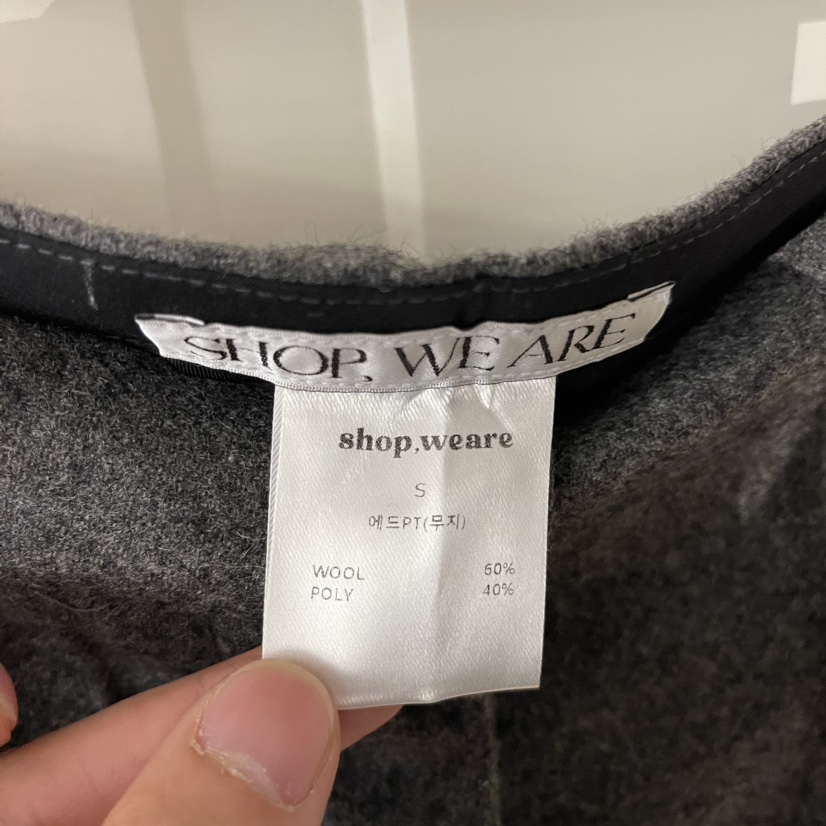 SHOP, WE ARE
shop,weare
S
에드PT(무지)
WOOL 60%
POLY 40%